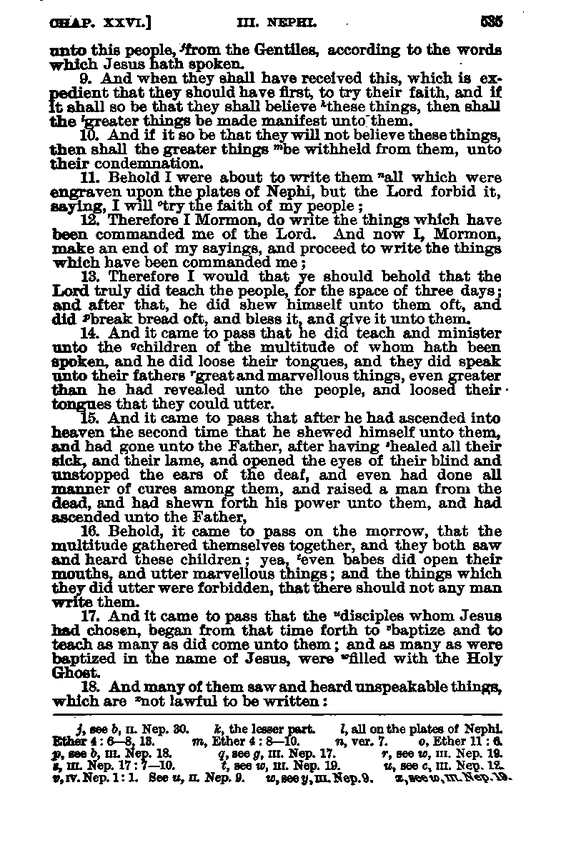 CHAP. XXVI.] III. NEPHI. 535
unto this people, jfrom the Gentiles, according to the words
which Jesus hath spoken.
9. And when they shall have received this, which is ex-
pedient that they should have first, to try their faith, and if
it shall so be that they shall believe kthese things, then shall
the lgreater things be made manifest unto them.
10. And if it so be that they will not believe these things,
then shall the greater things mbe withheld from them, unto
their condemnation.
11. Behold I were about to write them nall which were
engraven upon the plates of Nephi, but the Lord forbid it,
saying, I will otry the faith of my people;
12. Therefore I Mormon, do write the things which have
been commanded me of the Lord. And now I, Mormon,
make an end of my sayings, and proceed to write the things
which have been commanded me;
13. Therefore I would that ye should behold that the
Lord truly did teach the people, for the space of three days;
and after that, he did shew himself unto them oft, and
did pbreak bread oft, and bless it, and give it unto them.
14. And it came to pass that he did teach and minister
unto the qchildren of the multitude of whom hath been
spoken, and he did loose their tongues, and they did speak
unto their fathers rgreat and marvellous things, even greater
than he had revealed unto the people, and loosed their
tongues that they could utter.
15. And it came to pass that after he had ascended into
heaven the second time that he shewed himself unto them,
and had gone unto the Father, after having shealed all their
sick, and their lame, and opened the eyes of their blind and
unstopped the ears of the deaf, and even had done all
manner of cures among them, and raised a man from the
dead, and had shewn forth his power unto them, and had
ascended unto the Father,
16. Behold, it came to pass on the morrow, that the
multitude gathered themselves together, and they both saw
and heard these children; yea, teven babes did open their
mouths, and utter marvellous things; and the things which
they did utter were forbidden, that there should not any man
write them.
17. And it came to pass that the udisciples whom Jesus
had chosen, began from that time forth to vbaptize and to
teach as many as did come unto them; and as many as were
baptized in the name of Jesus, were wfilled with the Holy
Ghost.
18. And many of them saw and heard unspeakable things,
which are xnot lawful to be written:
j, see b, II. Nep. 30. k, the lesser part. l, all on the plates of Nephi.
Ether 4 : 6—8, 13. m, Ether 4 : 8—10. n, ver. 7. o, Ether 11 : 6.
p, see b, III. Nep. 18. q, see g, III. Nep. 17. r, see w, III. Nep. 19.
s, III. Nep. 17 : 7—10. t, see w, III. Nep. 19. u, see c, III. Nep. 12.
v, IV. Nep. 1 : 1. See u, II. Nep. 9. w, see y, III. Nep. 9. x, see w, III. Nep. 19.